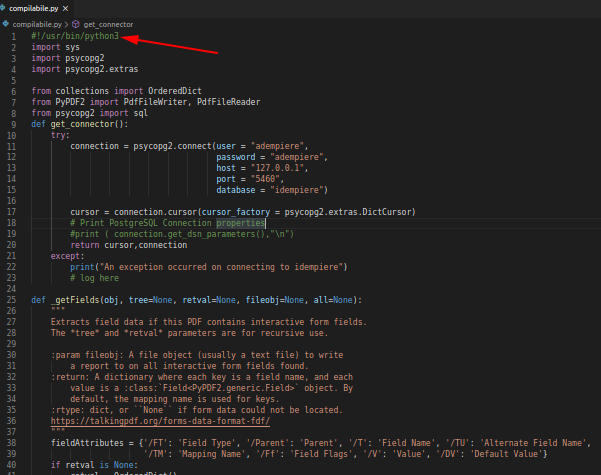 compilabile.py ×
compilabile.py > get_connector
1 #!/usr/bin/python3
2 import sys
3 import psycopg2
4 import psycopg2.extras
5
6 from collections import OrderedDict
7 from PyPDF2 import PdfFileWriter, PdfFileReader
8 from psycopg2 import sql
9 def get_connector():
10 try:
11 connection = psycopg2.connect(user = "adempiere",
12 password = "adempiere",
13 host = "127.0.0.1",
14 port = "5460",
15 database = "idempiere")
16
17 cursor = connection.cursor(cursor_factory = psycopg2.extras.DictCursor)
18 # Print PostgreSQL Connection properties
19 #print ( connection.get_dsn_parameters(),"\n")
20 return cursor,connection
21 except:
22 print("An exception occurred on connecting to idempiere")
23 # log here
24
25 def _getFields(obj, tree=None, retval=None, fileobj=None, all=None):
26 """
27 Extracts field data if this PDF contains interactive form fields.
28 The *tree* and *retval* parameters are for recursive use.
29
30 :param fileobj: A file object (usually a text file) to write
31 a report to on all interactive form fields found.
32 :return: A dictionary where each key is a field name, and each
33 value is a :class:`Field<PyPDF2.generic.Field>` object. By
34 default, the mapping name is used for keys.
35 :rtype: dict, or ``None`` if form data could not be located.
36 https://talkingpdf.org/forms-data-format-fdf/
37 """
38 fieldAttributes = {'/FT': 'Field Type', '/Parent': 'Parent', '/T': 'Field Name', '/TU': 'Alternate Field Name',
39 '/TM': 'Mapping Name', '/Ff': 'Field Flags', '/V': 'Value', '/DV': 'Default Value'}
40 if retval is None: